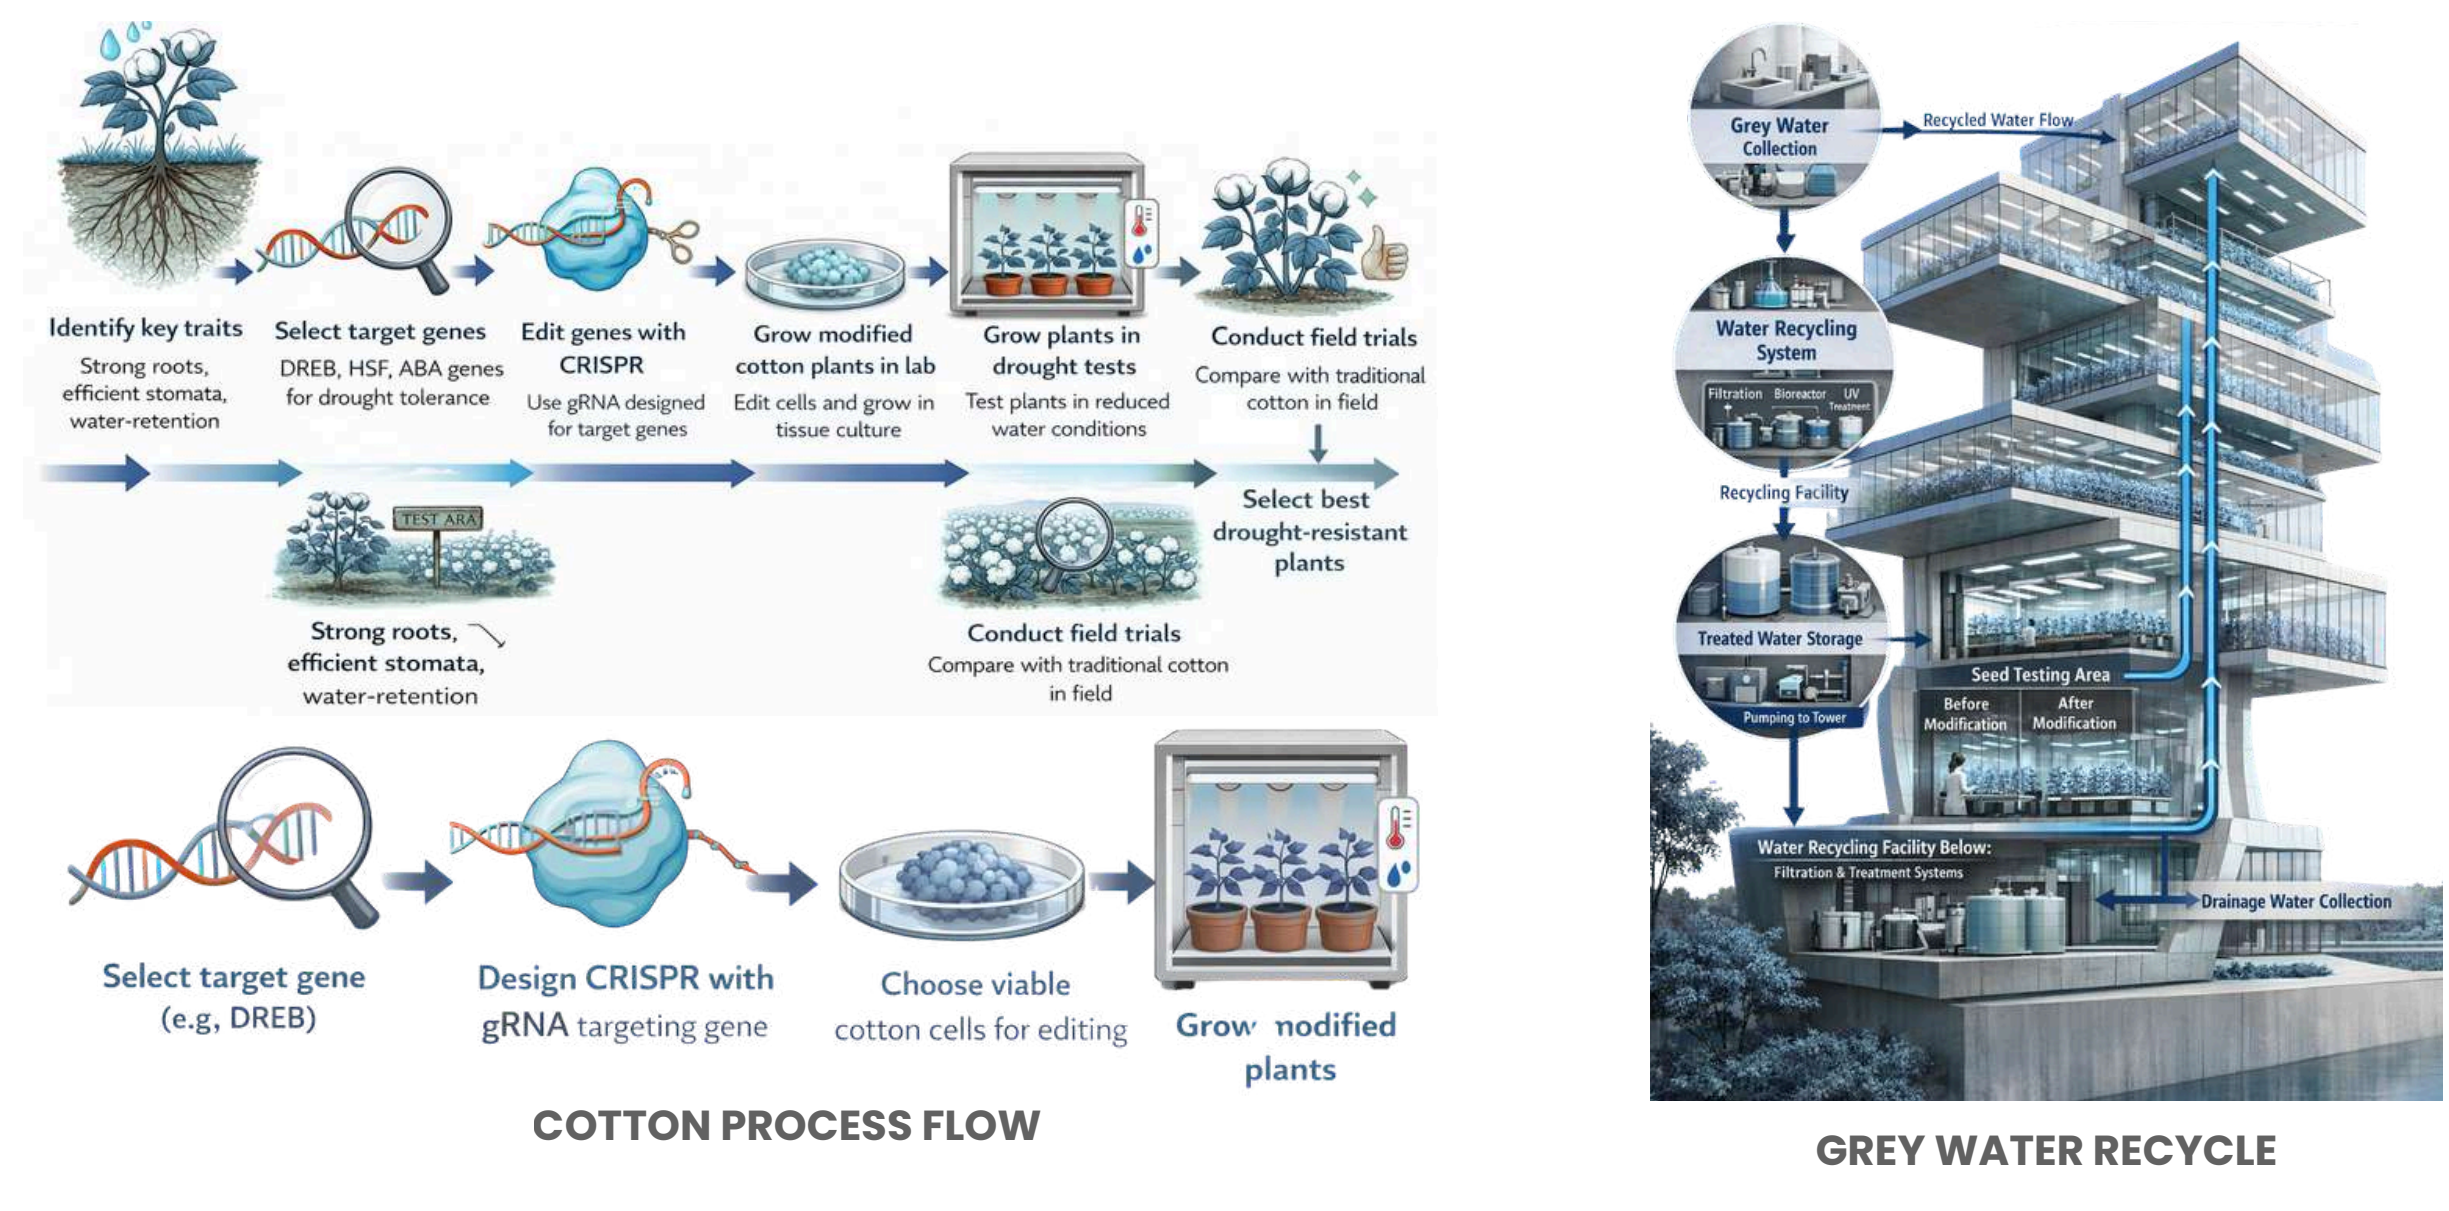 Identify key traits
Strong roots,
efficient stomata,
water-retention
Select target genes
DREB, HSF, ABA genes
for drought tolerance
Edit genes with
CRISPR
Use gRNA designed
for target genes
Grow modified
cotton plants in lab
Edit cells and grow in
tissue culture
Grow plants in
drought tests
Test plants in reduced
water conditions
Conduct field trials
Compare with traditional
cotton in field
TEST ARA
Strong roots,
efficient stomata,
water-retention
Conduct field trials
Compare with traditional cotton
in field
Select best
drought-resistant
plants
Select target gene
(e.g, DREB)
Design CRISPR with
gRNA targeting gene
Choose viable
cotton cells for editing
Grow nodified
plants
COTTON PROCESS FLOW
Grey Water
Collection
Recycled Water Flow
Water Recycling
System
Filtration Bioreactor UV
Treatment
Recycling Facility
Treated Water Storage
Pumping to Tower
Seed Testing Area
Before
Modification
After
Modification
Water Recycling Facility Below:
Filtration & Treatment Systems
Drainage Water Collection
GREY WATER RECYCLE